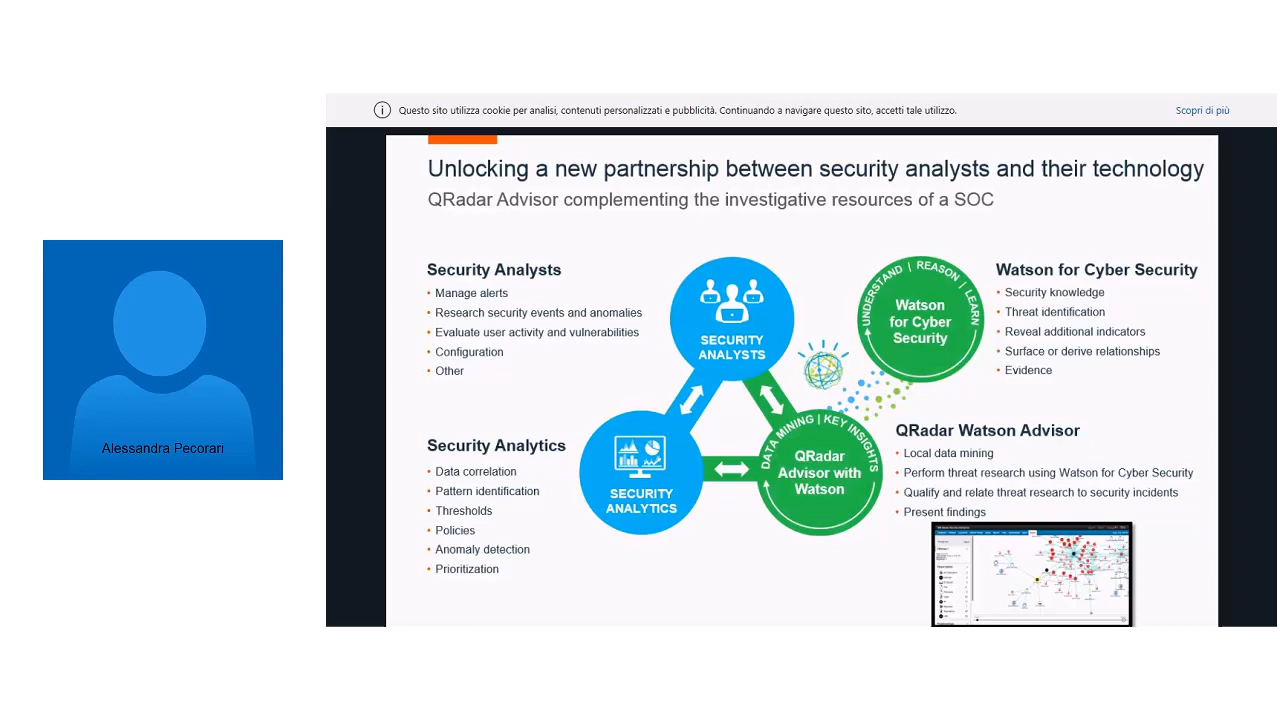 Questo sito utilizza cookie per analisi, contenuti personalizzati e pubblicità. Continuando a navigare questo sito, accetti tale utilizzo.
Scopri di più
Unlocking a new partnership between security analysts and their technology
QRadar Advisor complementing the investigative resources of a SOC
Security Analysts
• Manage alerts
• Research security events and anomalies
• Evaluate user activity and vulnerabilities
• Configuration
• Other
SECURITY
ANALYSTS
UNDERSTAND | REASON | LEARN
Watson
for Cyber
Security
Watson for Cyber Security
• Security knowledge
• Threat identification
• Reveal additional indicators
• Surface or derive relationships
• Evidence
Alessandra Pecorari
Security Analytics
• Data correlation
• Pattern identification
• Thresholds
• Policies
• Anomaly detection
• Prioritization
SECURITY
ANALYTICS
DATA MINING | KEY INSIGHTS
QRadar
Advisor with
Watson
QRadar Watson Advisor
• Local data mining
• Perform threat research using Watson for Cyber Security
• Qualify and relate threat research to security incidents
• Present findings